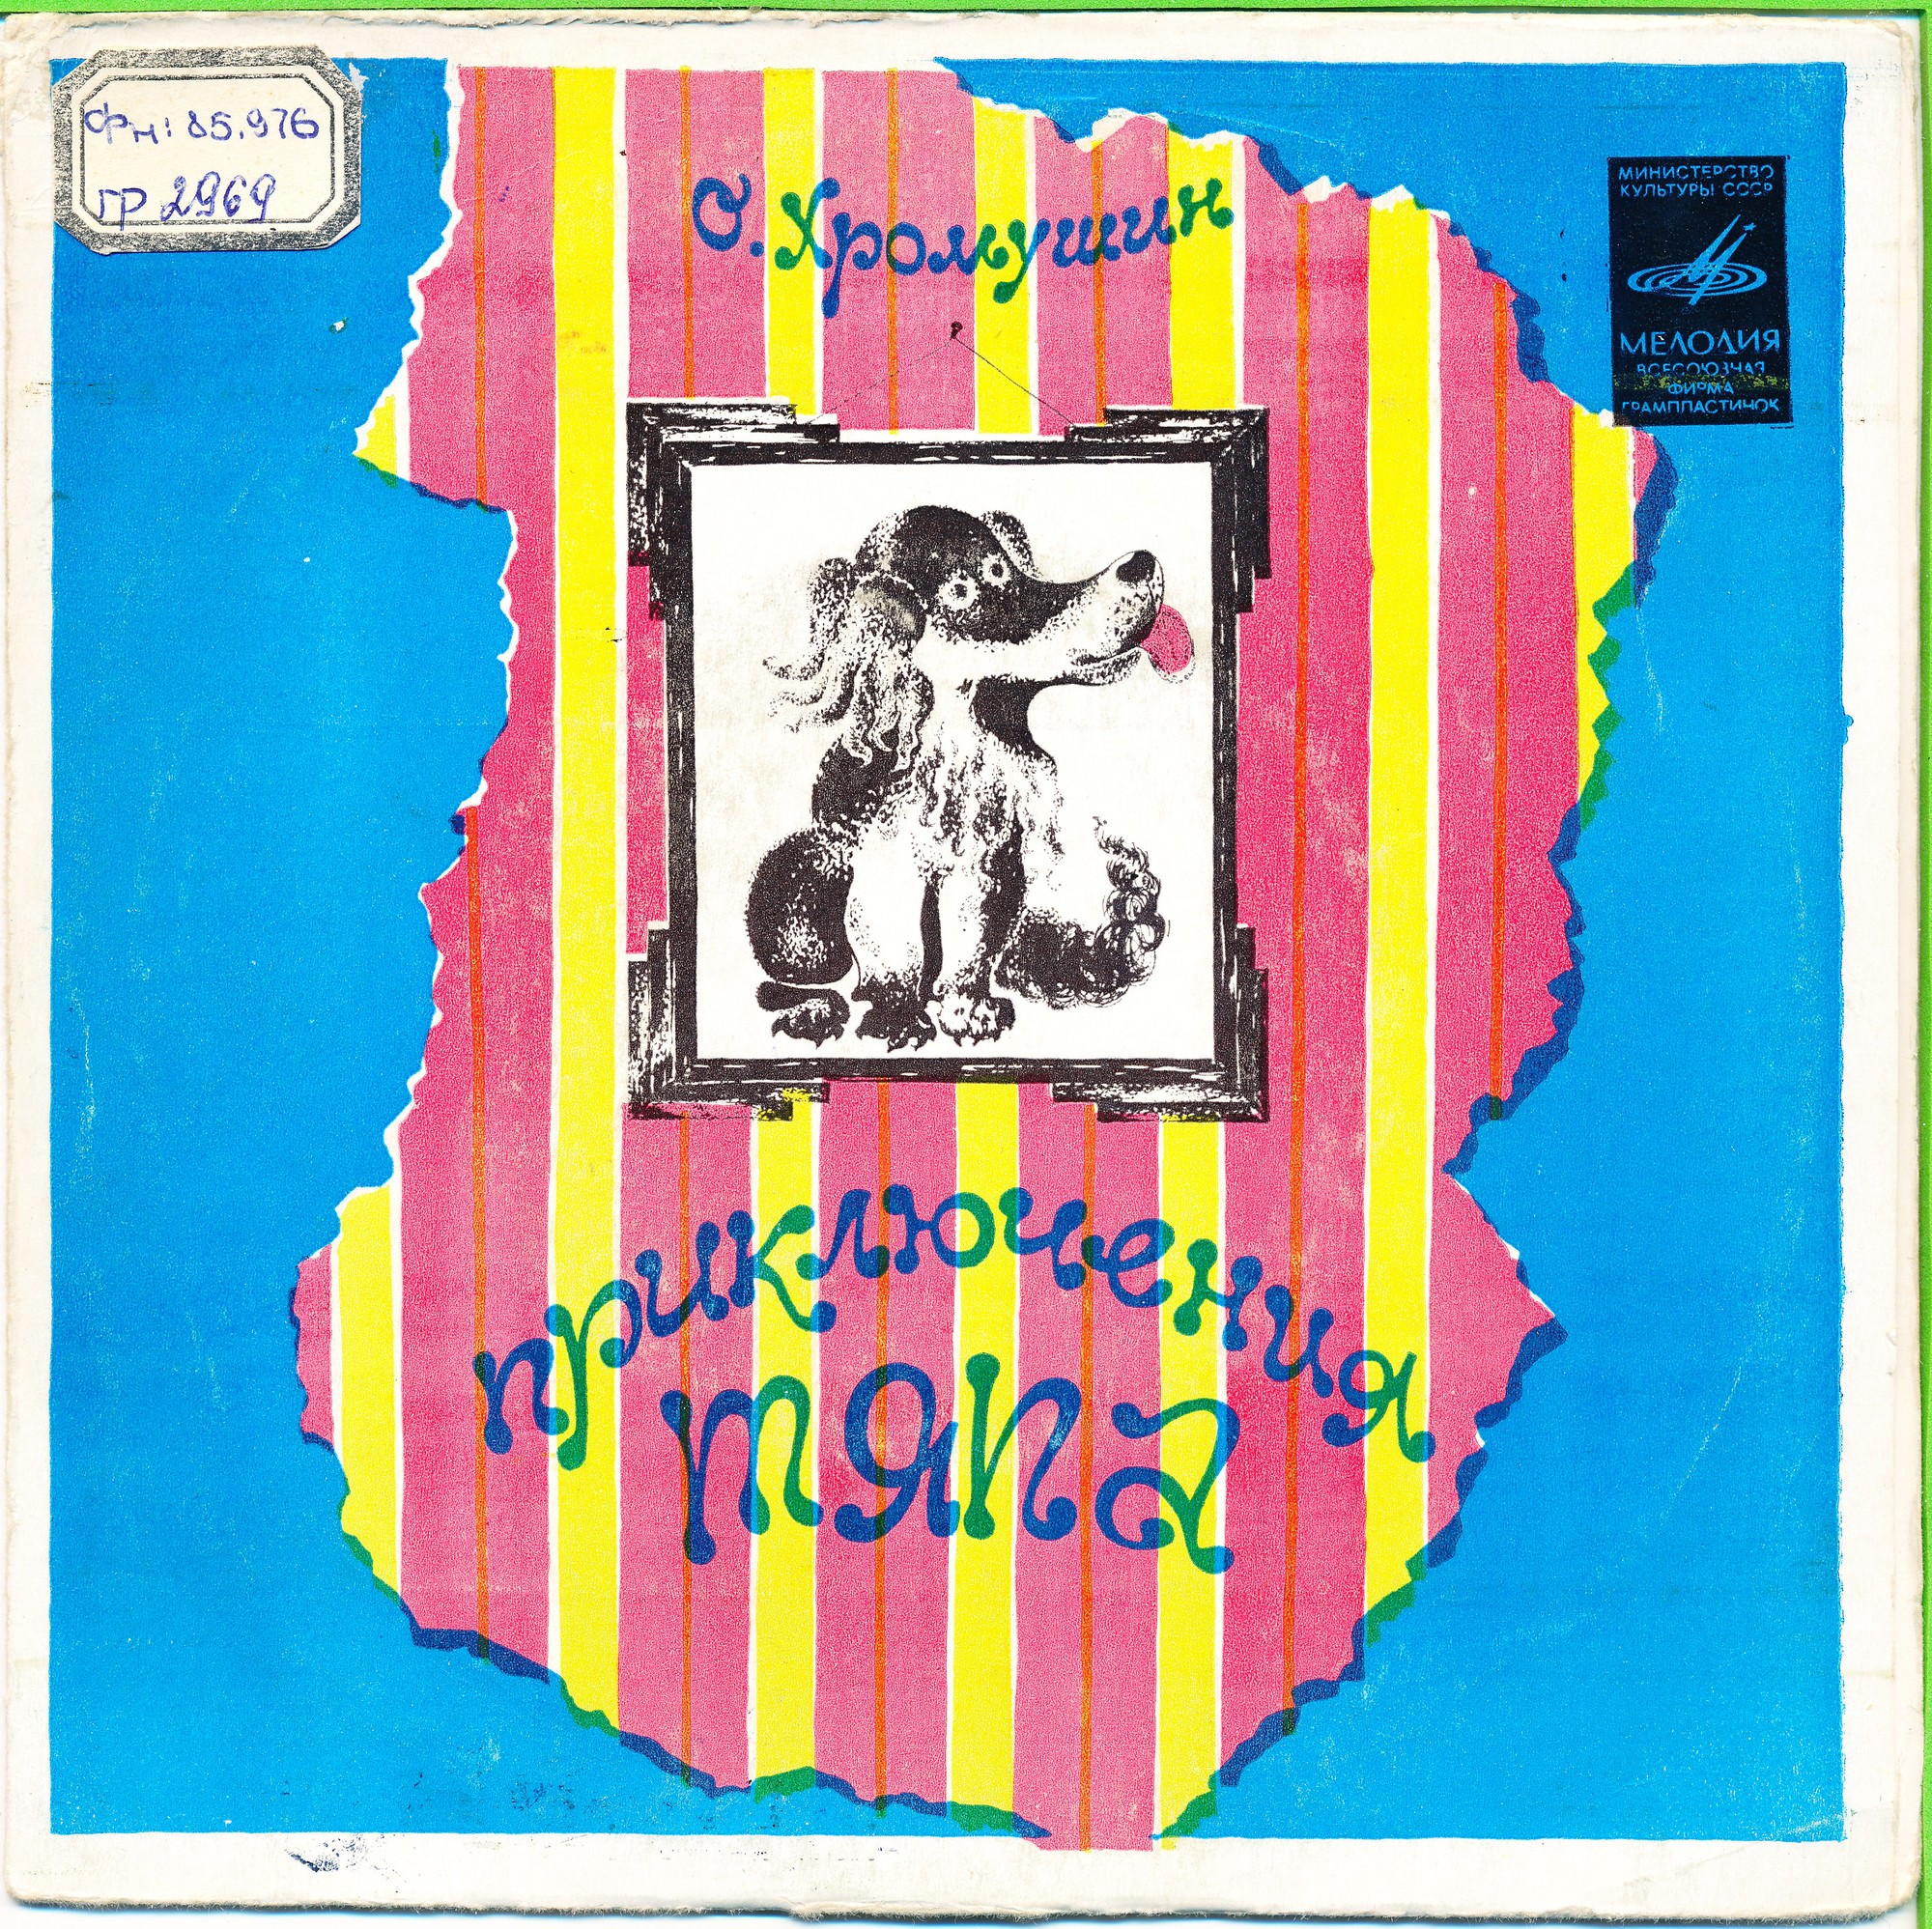 Фн: 85.976
гр 2969
О. Хромушин
МИНИСТЕРСТВО
КУЛЬТУРЫ СССР
МЕЛОДИЯ
ВСЕСОЮЗНАЯ
ФИРМА
ГРАМПЛАСТИНОК
приключения
тяпа